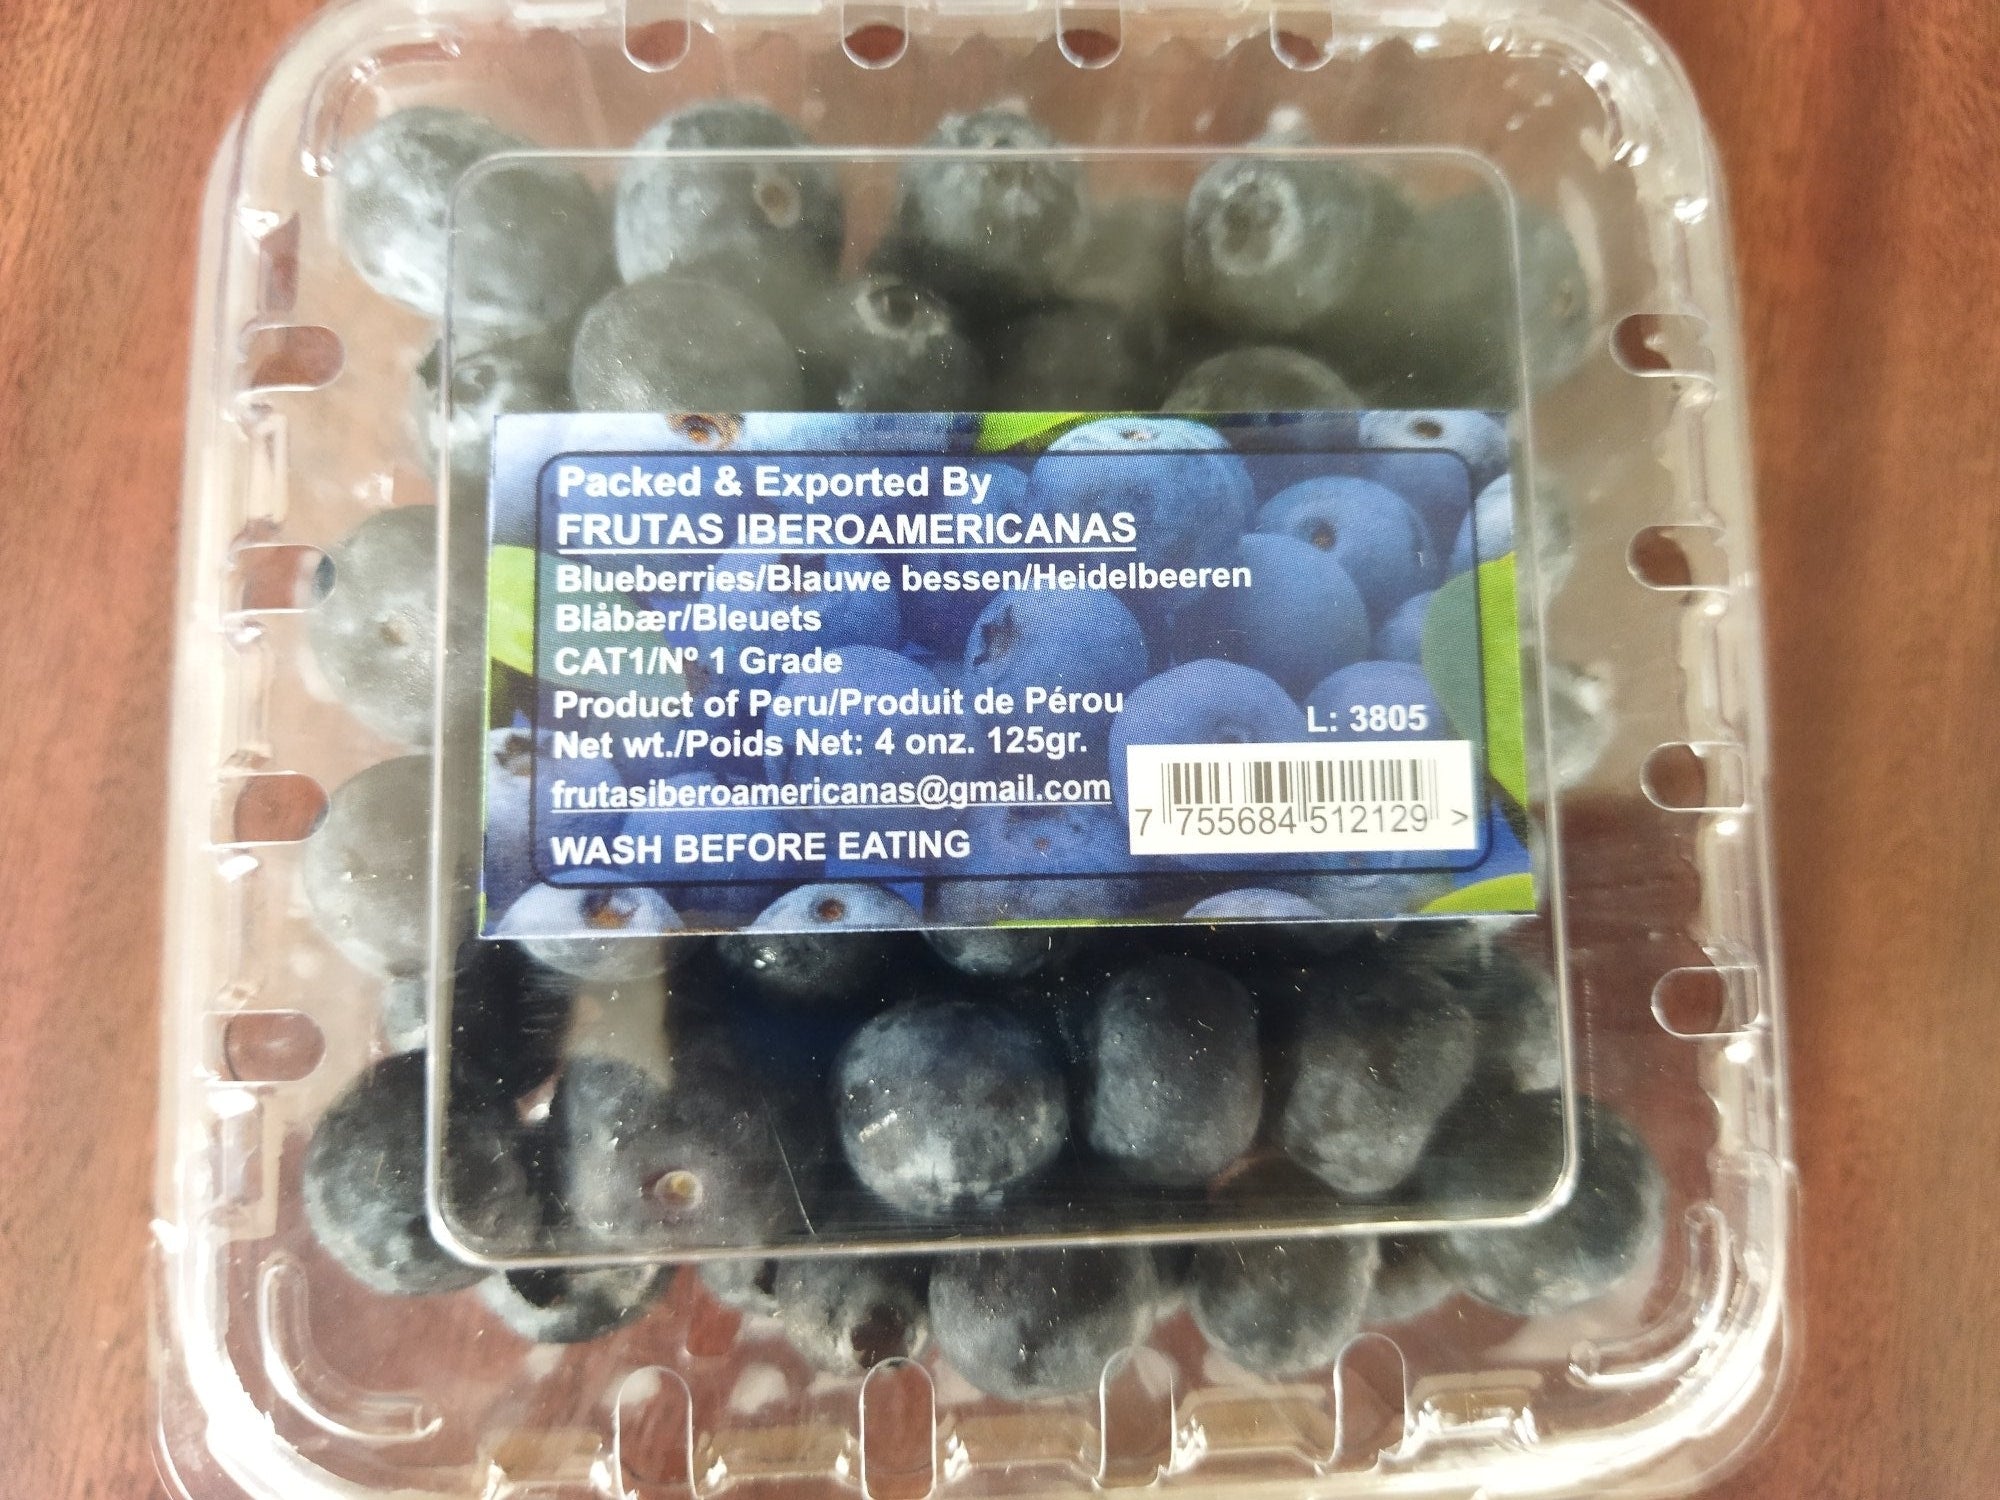 Packed & Exported By
FRUTAS IBEROAMERICANAS
Blueberries/Blauwe bessen/Heidelbeeren
Blåbær/Bleuets
CAT1/Nº 1 Grade
Product of Peru/Produit de Pérou
Net wt./Poids Net: 4 onz. 125gr.
L: 3805
frutasiberoamericanas@gmail.com
7 755684 512129 >
WASH BEFORE EATING